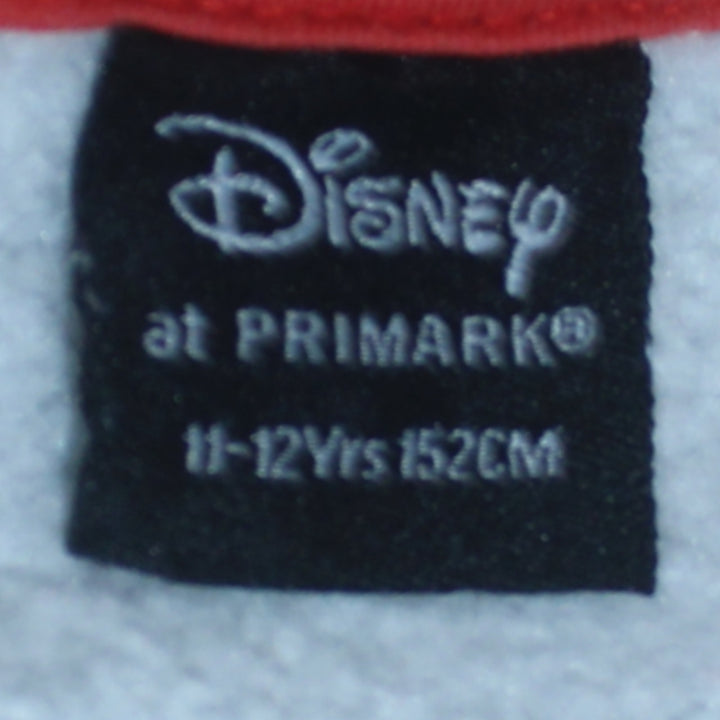 Disney
at PRIMARK®
11-12Yrs 152CM